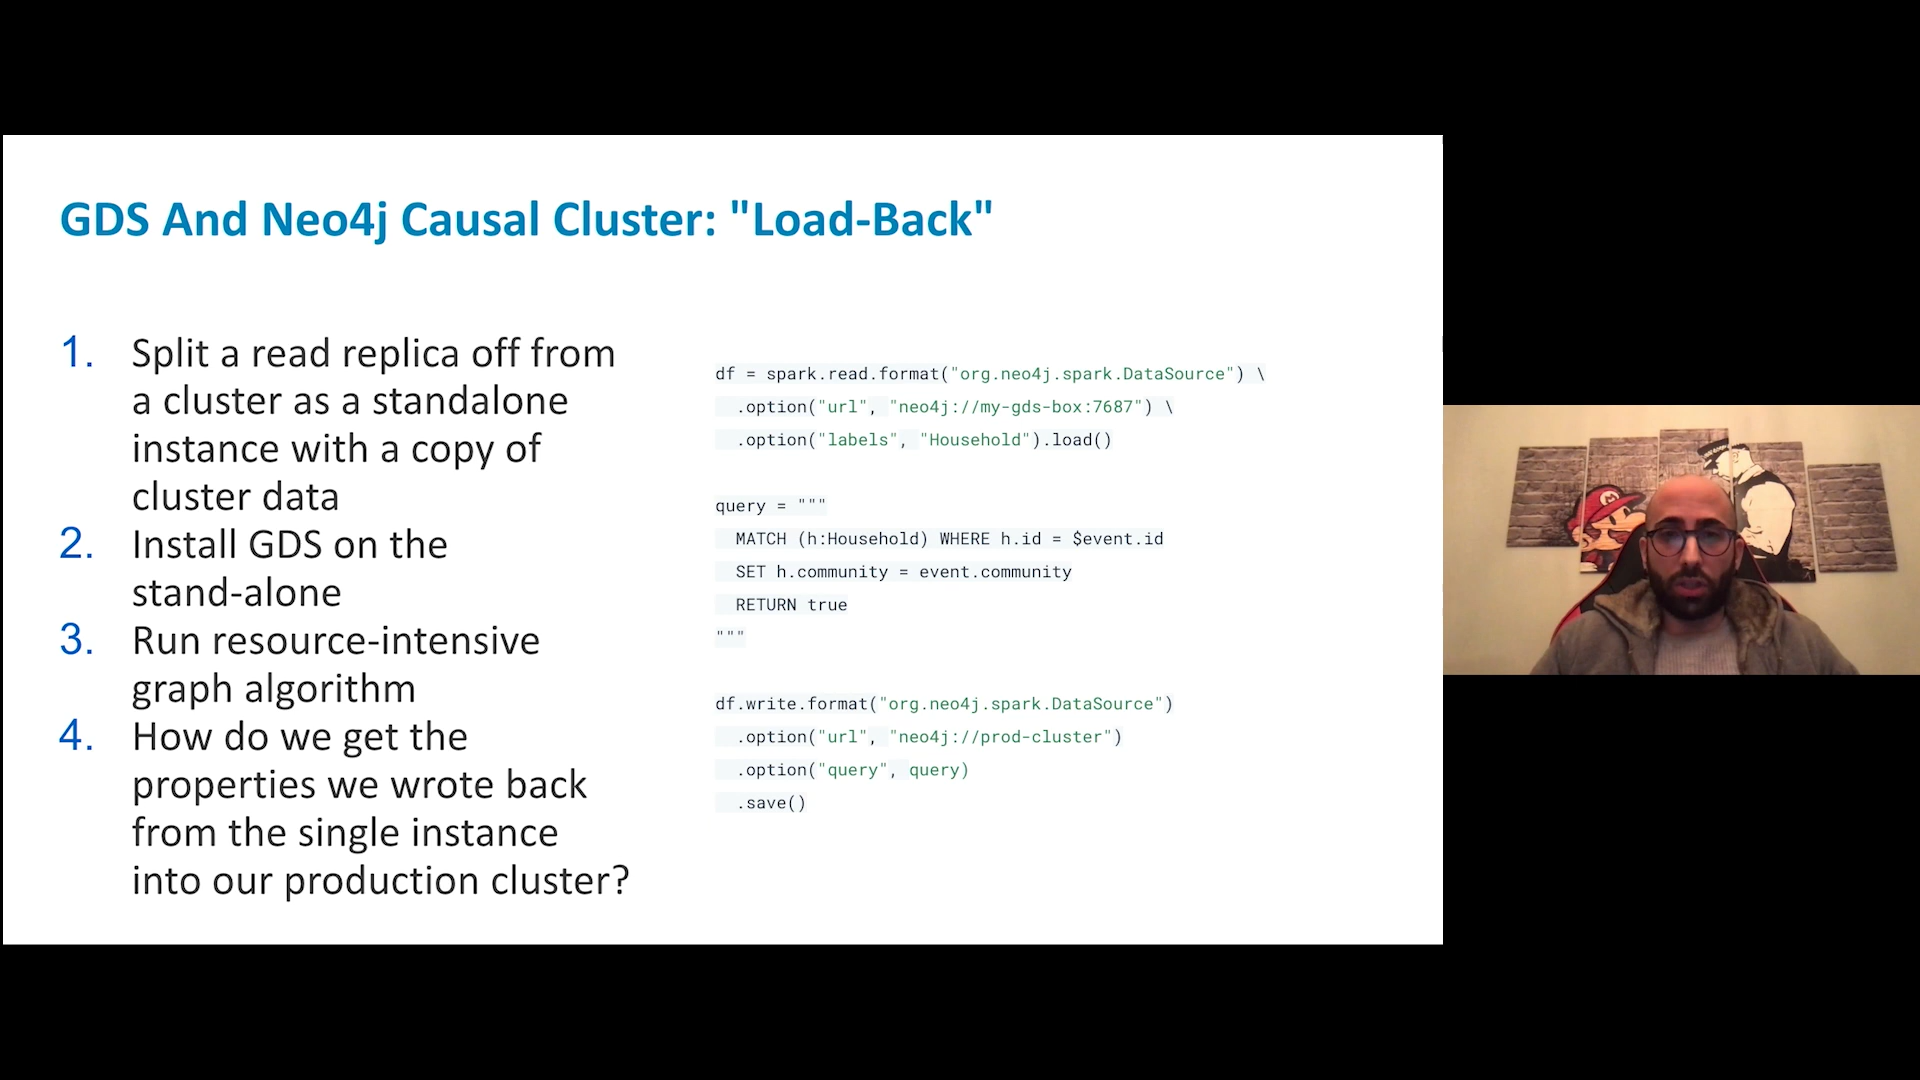 GDS And Neo4j Causal Cluster: "Load-Back"
1. Split a read replica off from
a cluster as a standalone
instance with a copy of
cluster data
2. Install GDS on the
stand-alone
3. Run resource-intensive
graph algorithm
4. How do we get the
properties we wrote back
from the single instance
into our production cluster?
df = spark.read.format("org.neo4j.spark.DataSource") \
.option("url", "neo4j://my-gds-box:7687") \
.option("labels", "Household").load()
query = """
MATCH (h:Household) WHERE h.id = $event.id
SET h.community = event.community
RETURN true
"""
df.write.format("org.neo4j.spark.DataSource")
.option("url", "neo4j://prod-cluster")
.option("query", query)
.save()